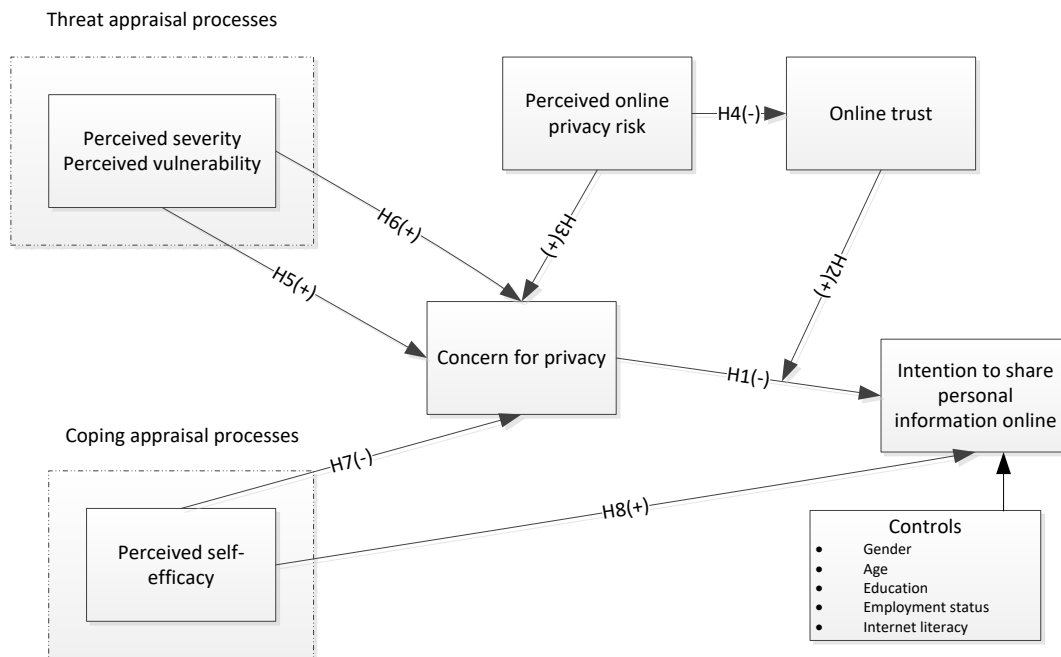 Threat appraisal processes
Perceived severity
Perceived vulnerability
Perceived online
privacy risk
H4(-)
Online trust
H6(+)
H3(+)
H2(+)
H5(+)
Concern for privacy
H1(-)
Intention to share
personal
information online
Coping appraisal processes
H7(-)
H8(+)
Perceived self-
efficacy
Controls
• Gender
• Age
• Education
• Employment status
• Internet literacy